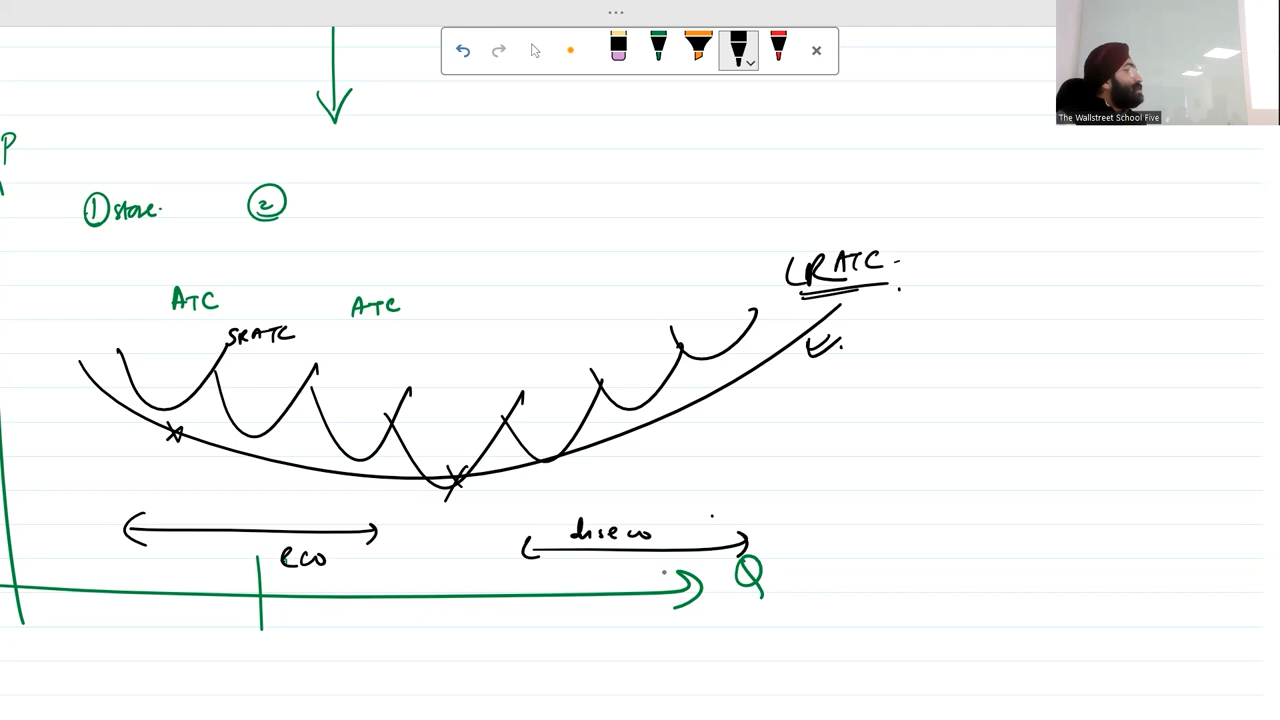 The Wallstreet School Five
P
① store.
②
LRATC.
ATC
ATC
SRATC
diseco
eco
Q